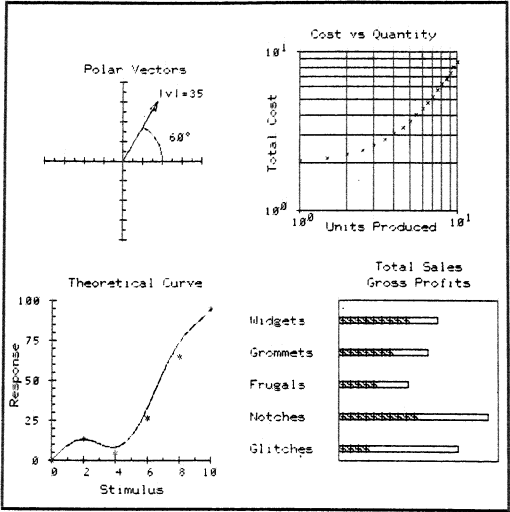 Polar Vectors
|v|=35
60°
Cost vs Quantity
10¹
Total Cost
10⁰
10⁰
10¹
Units Produced
Theoretical Curve
100
75
50
25
0
Response
0 2 4 6 8 10
Stimulus
Total Sales
Gross Profits
Widgets
$$$$$$$$
Grommets
$$$$$$
Frugals
$$$$
Notches
$$$$$$$$$
Glitches
$$$